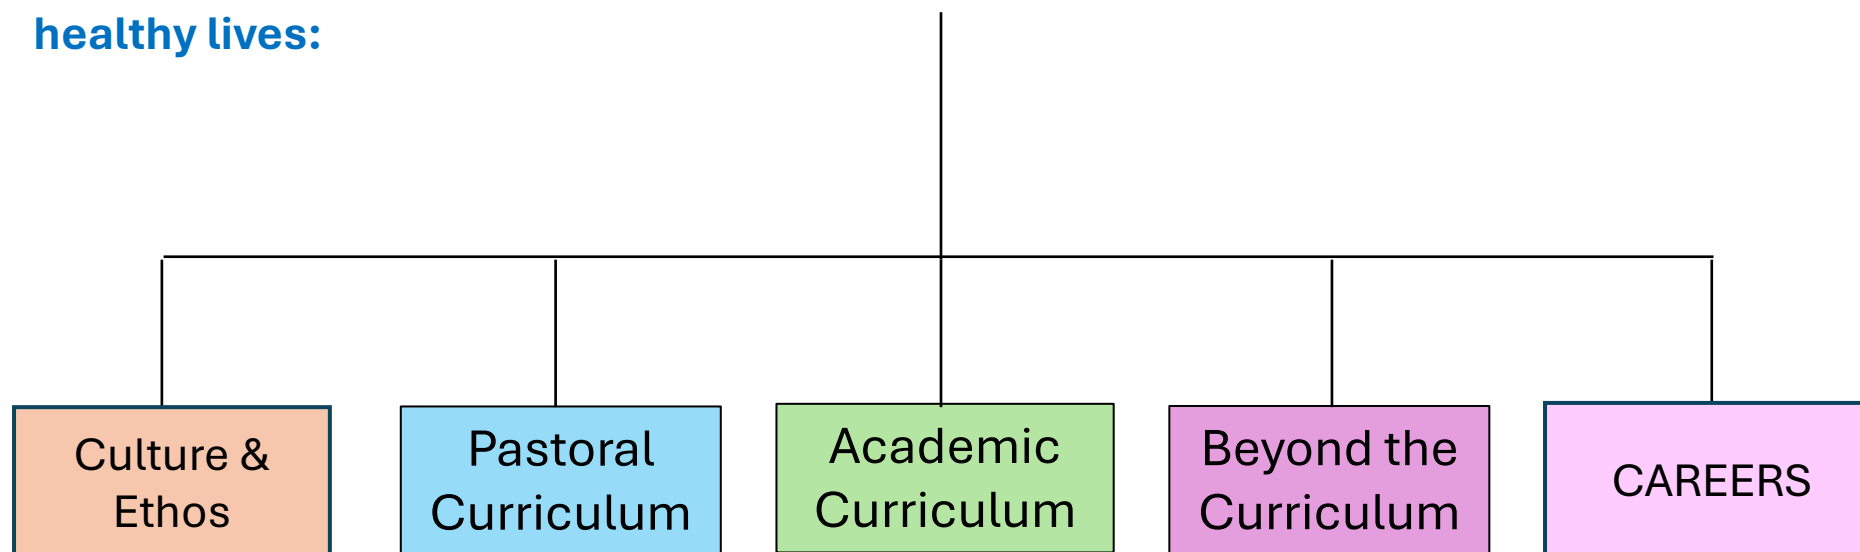 healthy lives:
Culture &
Ethos
Pastoral
Curriculum
Academic
Curriculum
Beyond the
Curriculum
CAREERS